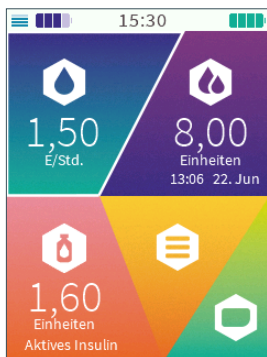 15:30
1,50
E/Std.
8,00
Einheiten
13:06 22. Jun
1,60
Einheiten
Aktives Insulin